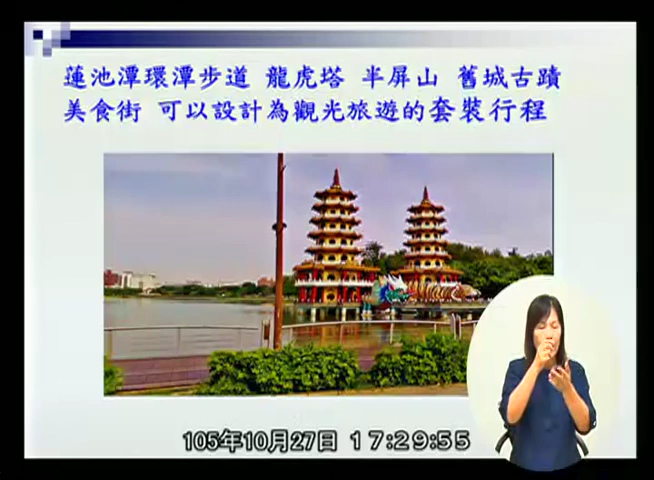 蓮池潭環潭步道 龍虎塔 半屏山 舊城古蹟
美食街 可以設計為觀光旅遊的套裝行程
105年10月27日 17:29:55